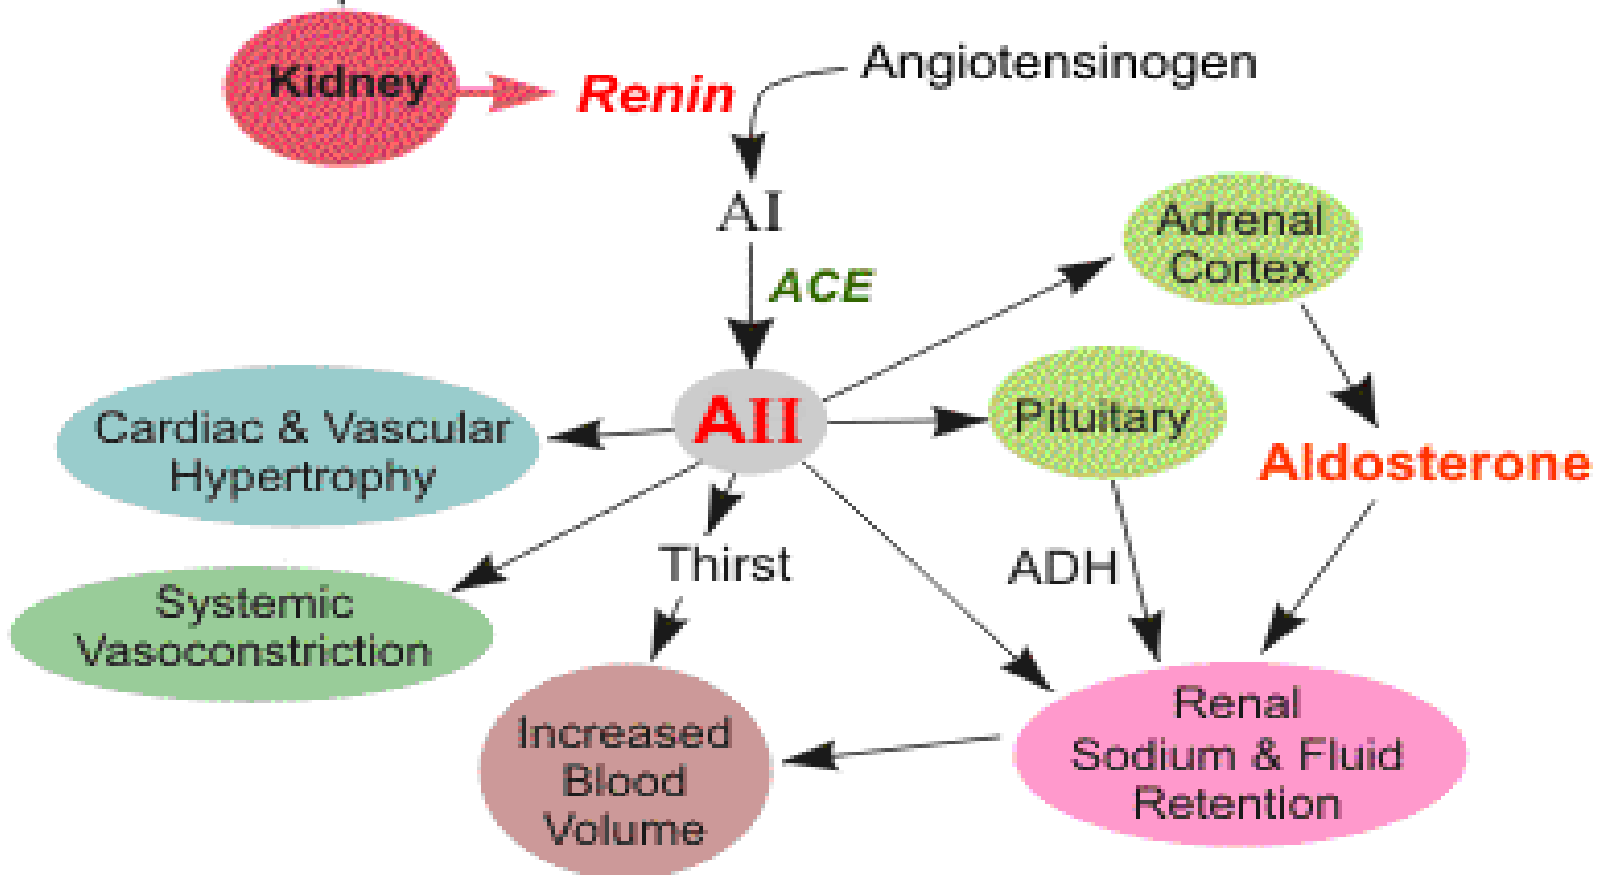 Kidney
Renin
Angiotensinogen
AI
ACE
Adrenal
Cortex
AII
Pituitary
Cardiac & Vascular
Hypertrophy
Aldosterone
Thirst
ADH
Systemic
Vasoconstriction
Increased
Blood
Volume
Renal
Sodium & Fluid
Retention